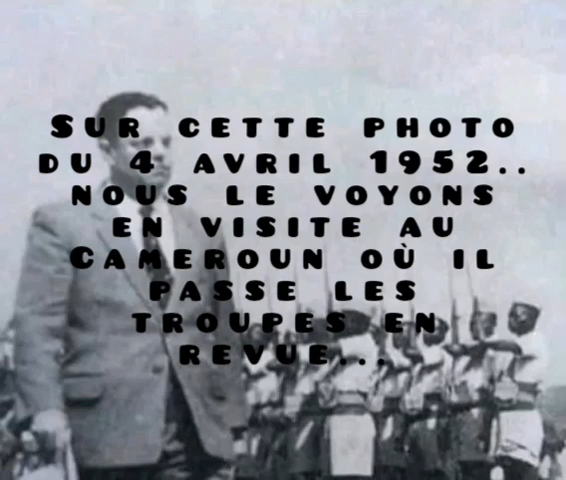 Sur cette photo
du 4 avril 1952..
nous le voyons
en visite au
Cameroun où il
passe les
troupes en
revue...